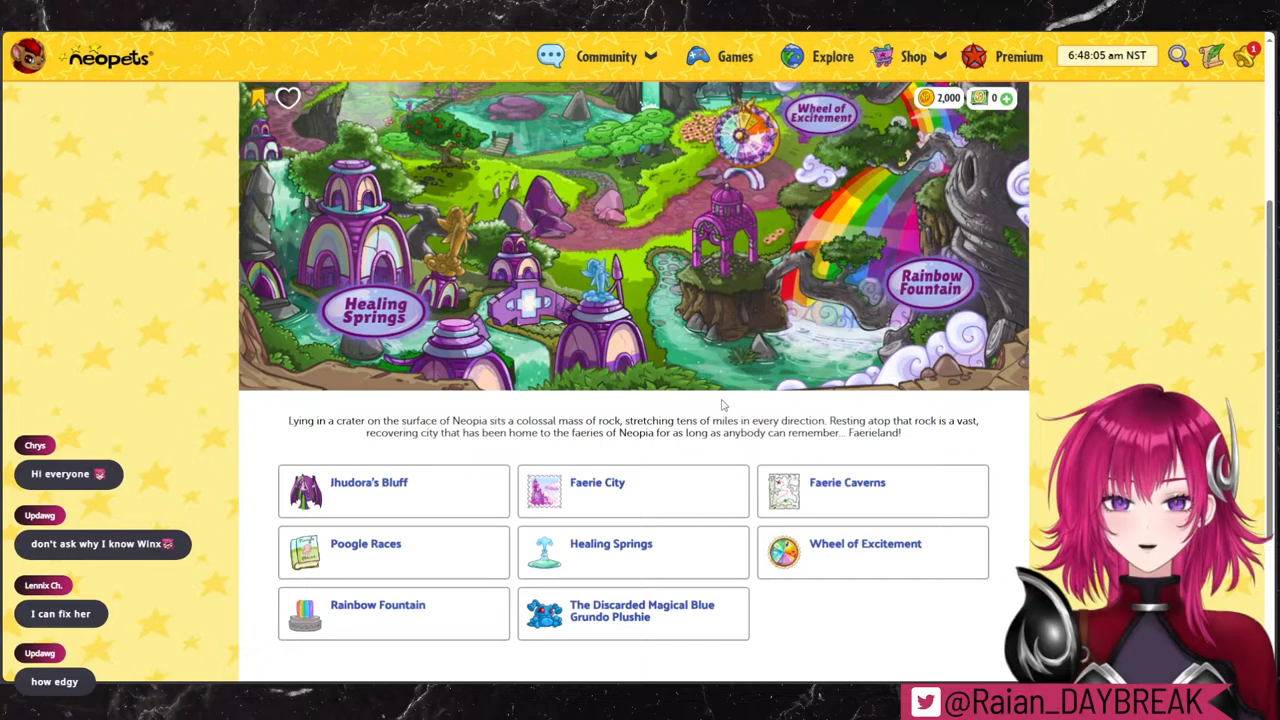 neopets
Community
Games
Explore
Shop
Premium
6:48:05 am NST
1
2,000
0
Wheel of
Excitement
Healing
Springs
Rainbow
Fountain
Lying in a crater on the surface of Neopia sits a colossal mass of rock, stretching tens of miles in every direction. Resting atop that rock is a vast,
recovering city that has been home to the faeries of Neopia for as long as anybody can remember... Faerieland!
Jhudora's Bluff
Faerie City
Faerie Caverns
Poogle Races
Healing Springs
Wheel of Excitement
Rainbow Fountain
The Discarded Magical Blue
Grundo Plushie
Chrys
Hi everyone
Updawg
don't ask why I know Winx
Lennix Ch.
I can fix her
Updawg
how edgy
@Raian_DAYBREAK